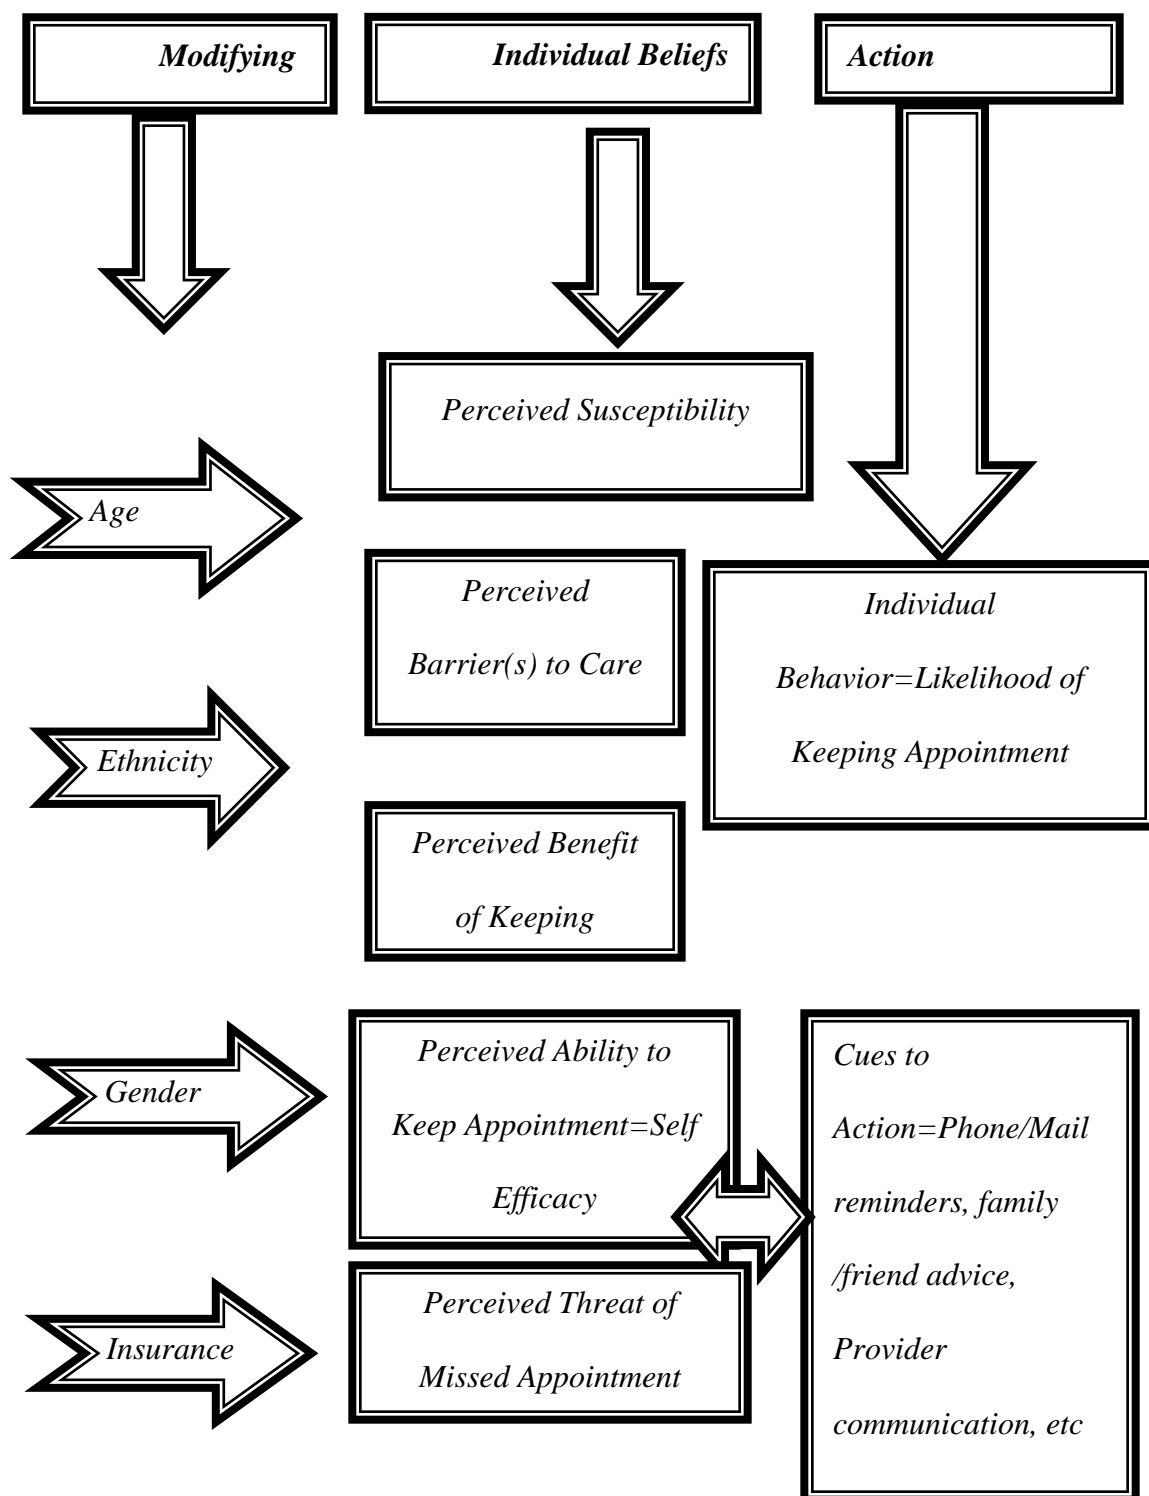 Modifying
Individual Beliefs
Action
Perceived Susceptibility
Age
Perceived
Barrier(s) to Care
Individual
Behavior=Likelihood of
Keeping Appointment
Ethnicity
Perceived Benefit
of Keeping
Gender
Perceived Ability to
Keep Appointment=Self
Efficacy
Cues to
Action=Phone/Mail
reminders, family
/friend advice,
Provider
communication, etc
Insurance
Perceived Threat of
Missed Appointment